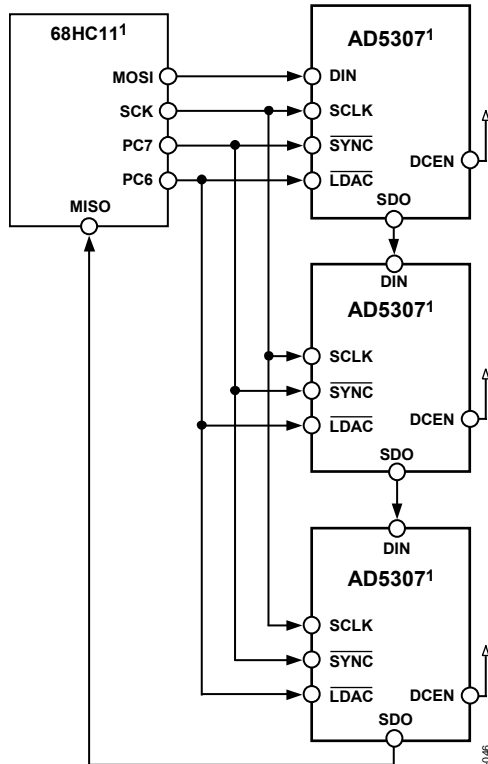 68HC11¹
MOSI
SCK
PC7
PC6
MISO
AD5307¹
DIN
SCLK
SYNC
LDAC
DCEN
SDO
DIN
AD5307¹
SCLK
SYNC
LDAC
DCEN
SDO
DIN
AD5307¹
SCLK
SYNC
LDAC
DCEN
SDO